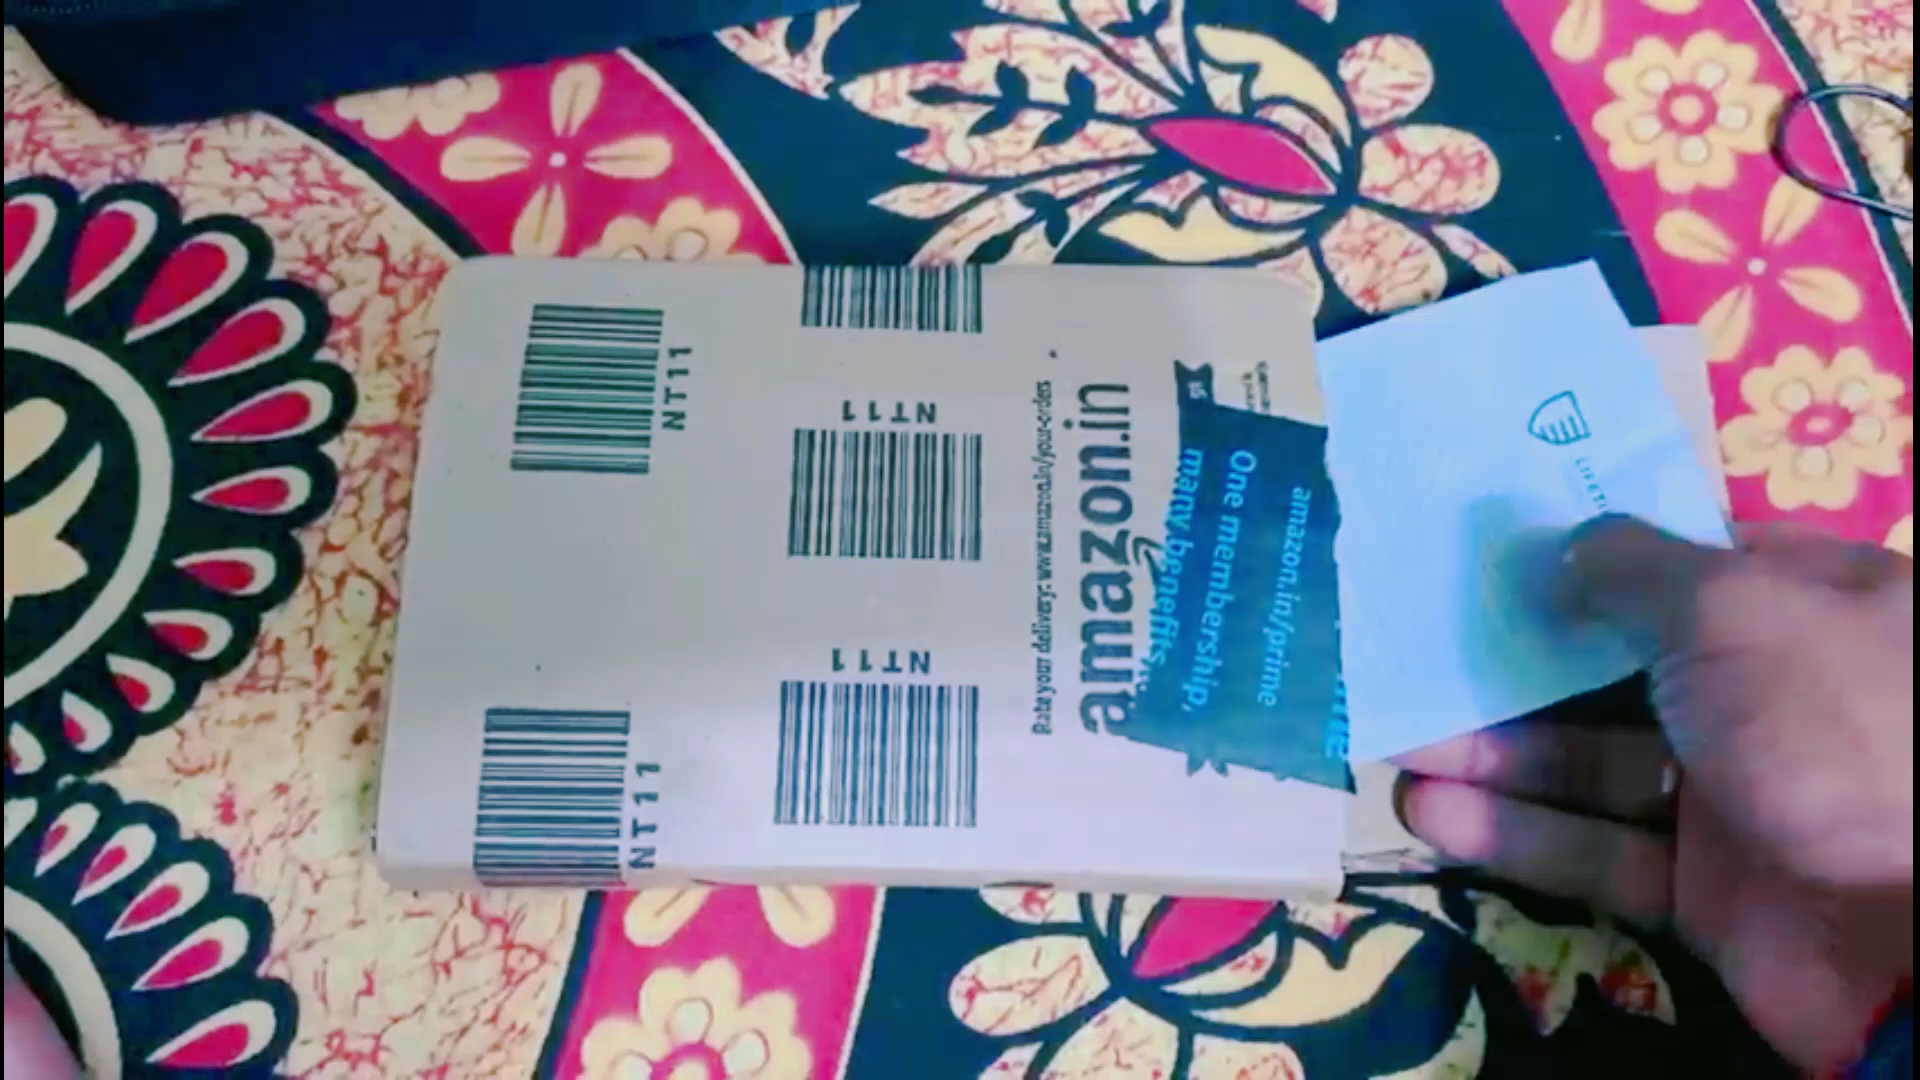 NT11
NT11
NT11
NT11
Rate your delivery: www.amazon.in/your-orders
amazon.in
One membership,
many benefits.
amazon.in/prime